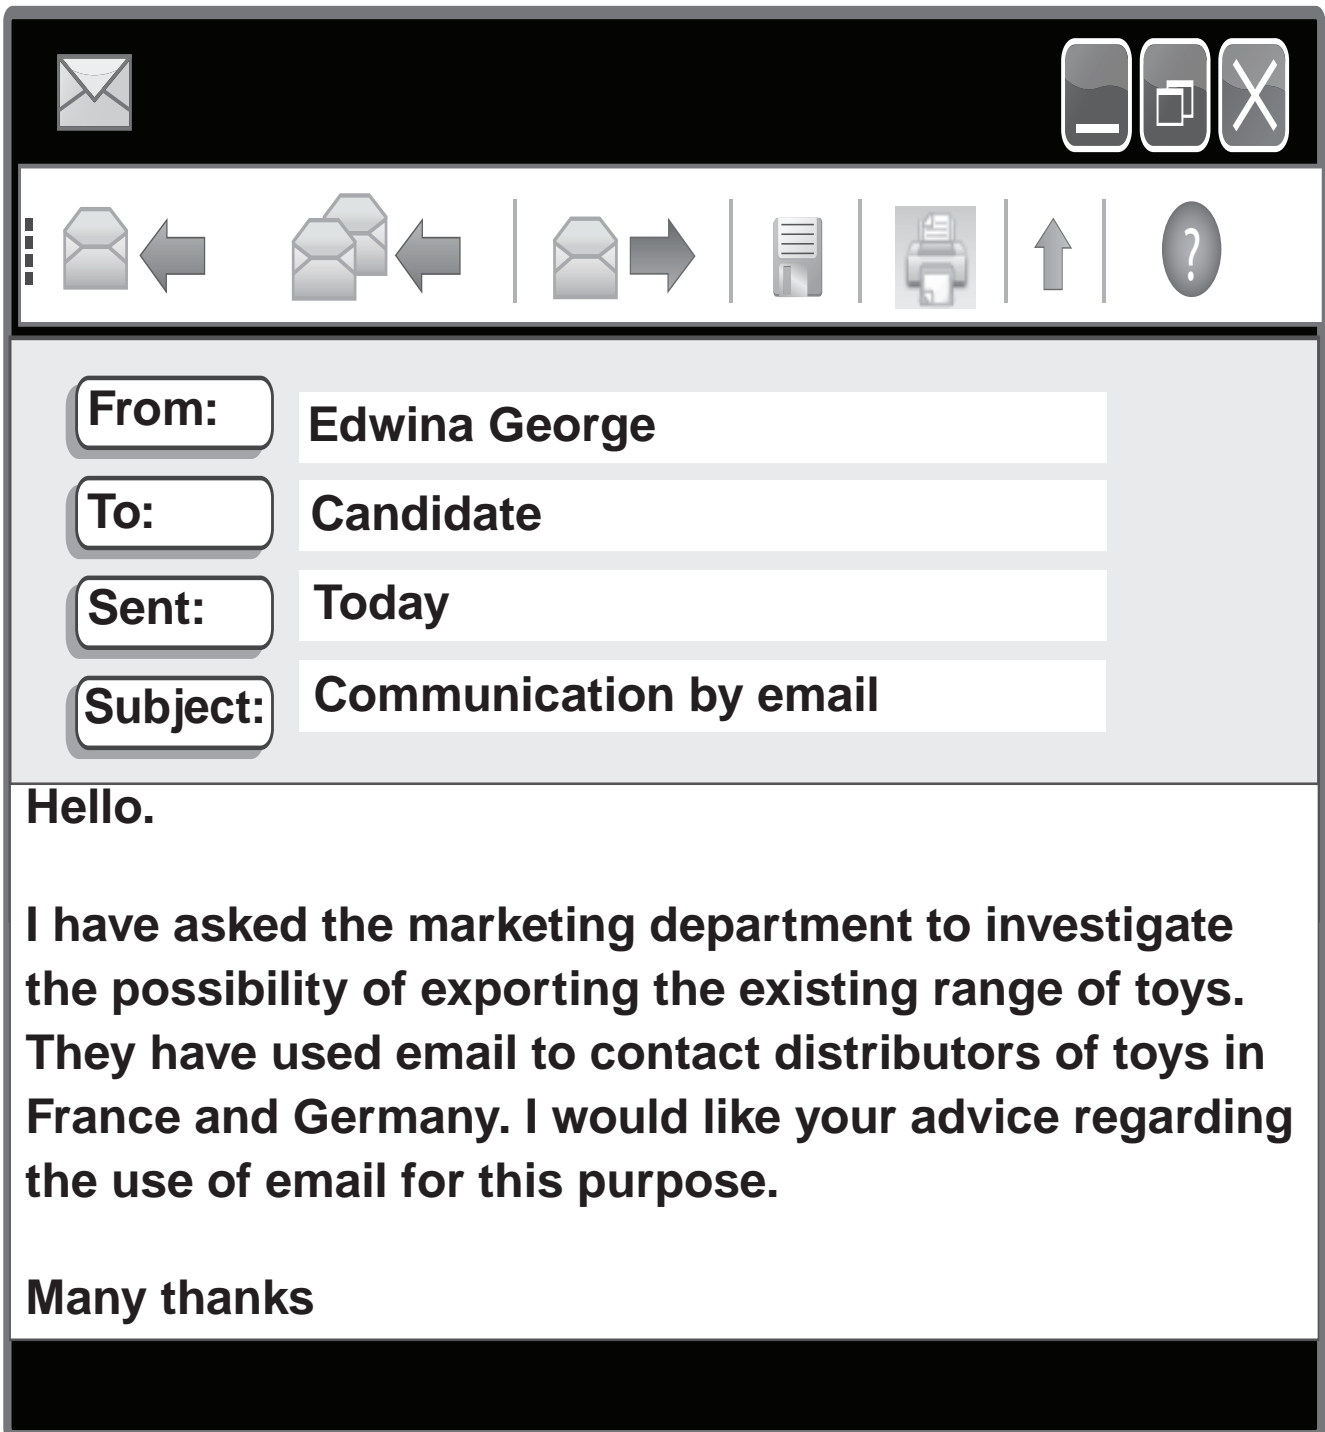 ?
From: Edwina George
To: Candidate
Sent: Today
Subject: Communication by email
Hello.
I have asked the marketing department to investigate
the possibility of exporting the existing range of toys.
They have used email to contact distributors of toys in
France and Germany. I would like your advice regarding
the use of email for this purpose.
Many thanks